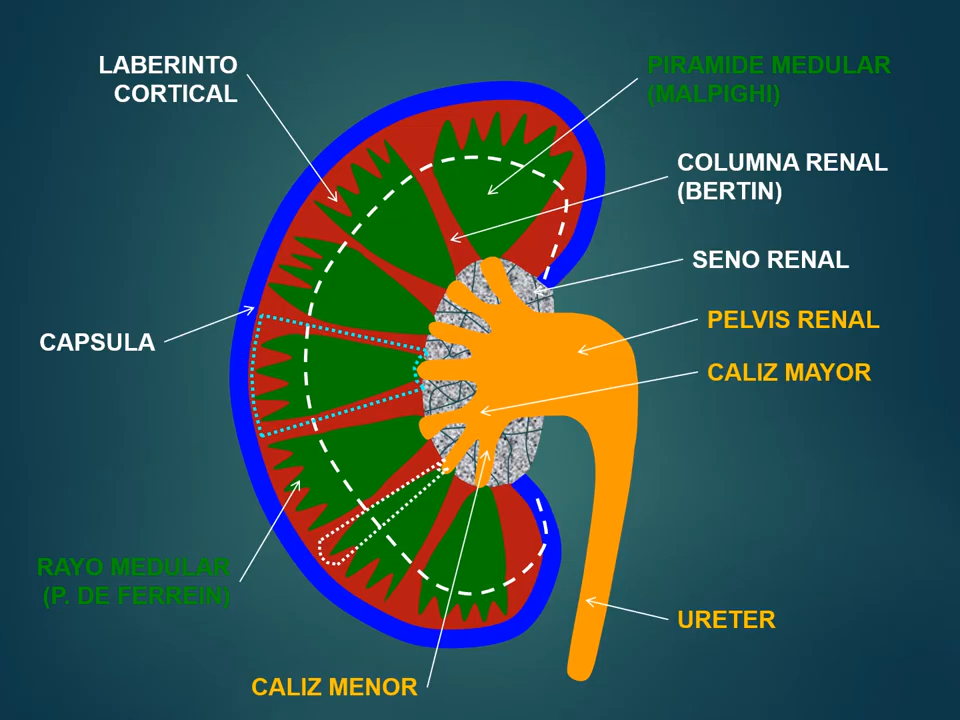 LABERINTO
CORTICAL
PIRAMIDE MEDULAR
(MALPIGHI)
COLUMNA RENAL
(BERTIN)
SENO RENAL
PELVIS RENAL
CAPSULA
CALIZ MAYOR
RAYO MEDULAR
(P. DE FERREIN)
URETER
CALIZ MENOR